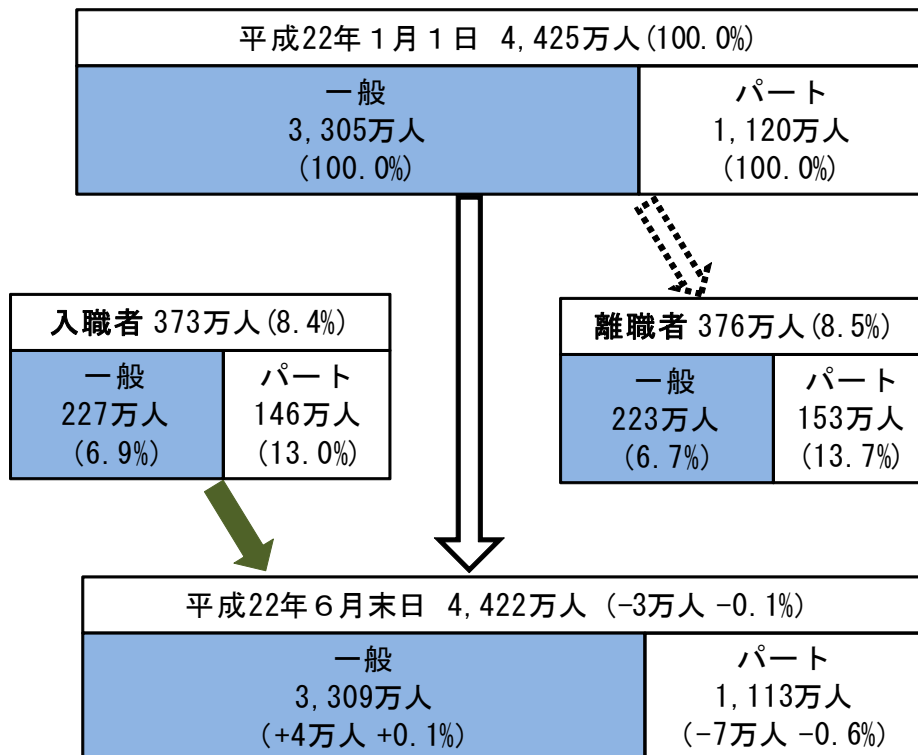 平成22年１月１日 4,425万人(100.0%)
一般
3,305万人
(100.0%)
パート
1,120万人
(100.0%)
入職者 373万人(8.4%)
一般
227万人
(6.9%)
パート
146万人
(13.0%)
離職者 376万人(8.5%)
一般
223万人
(6.7%)
パート
153万人
(13.7%)
平成22年６月末日 4,422万人 (-3万人 -0.1%)
一般
3,309万人
(+4万人 +0.1%)
パート
1,113万人
(-7万人 -0.6%)